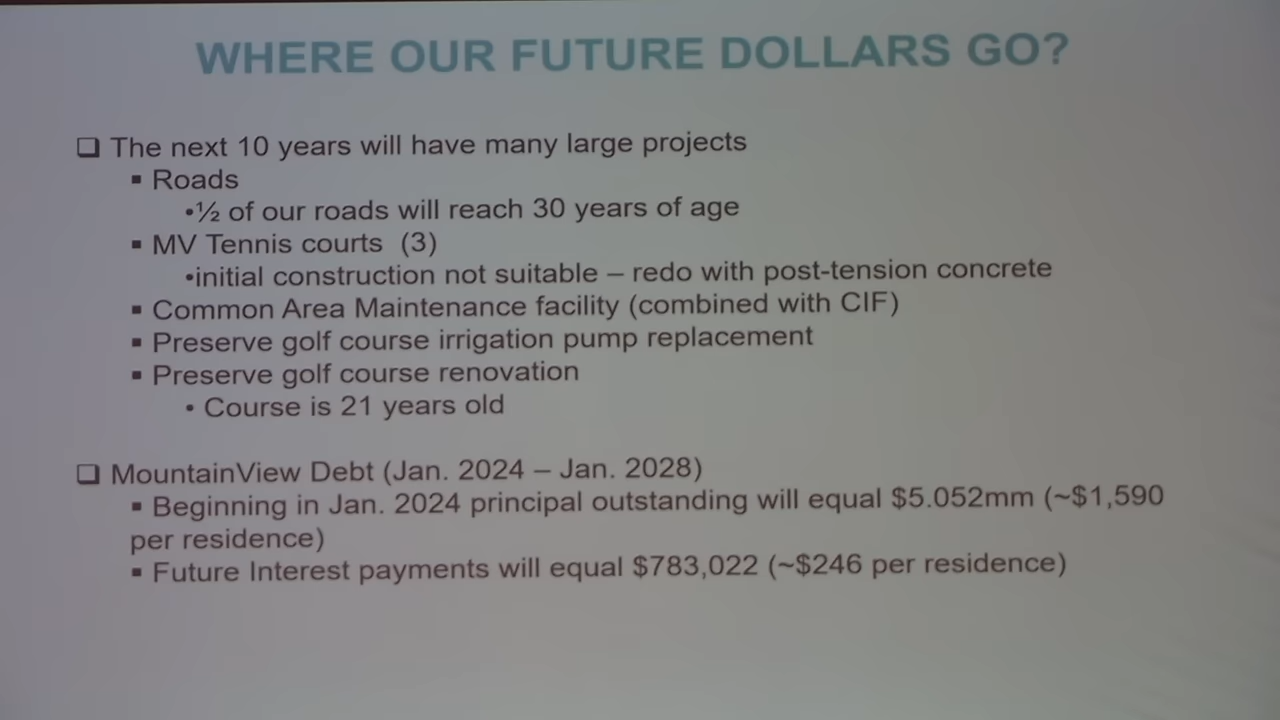 WHERE OUR FUTURE DOLLARS GO?
❑ The next 10 years will have many large projects
▪ Roads
•½ of our roads will reach 30 years of age
▪ MV Tennis courts (3)
•initial construction not suitable – redo with post-tension concrete
▪ Common Area Maintenance facility (combined with CIF)
▪ Preserve golf course irrigation pump replacement
▪ Preserve golf course renovation
• Course is 21 years old
❑ MountainView Debt (Jan. 2024 – Jan. 2028)
▪ Beginning in Jan. 2024 principal outstanding will equal $5.052mm (~$1,590
per residence)
▪ Future Interest payments will equal $783,022 (~$246 per residence)